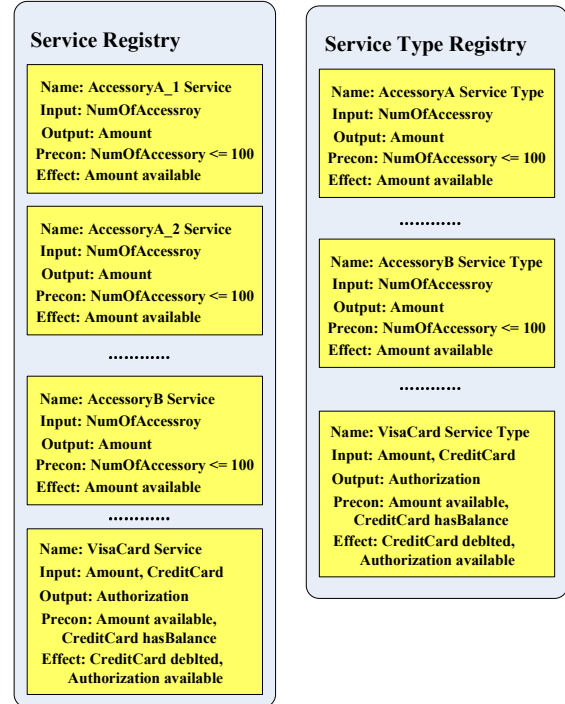 Service Registry
Name: AccessoryA_1 Service
Input: NumOfAccessroy
Output: Amount
Precon: NumOfAccessory <= 100
Effect: Amount available
Name: AccessoryA_2 Service
Input: NumOfAccessroy
Output: Amount
Precon: NumOfAccessory <= 100
Effect: Amount available
............
Name: AccessoryB Service
Input: NumOfAccessroy
Output: Amount
Precon: NumOfAccessory <= 100
Effect: Amount available
............
Name: VisaCard Service
Input: Amount, CreditCard
Output: Authorization
Precon: Amount available,
CreditCard hasBalance
Effect: CreditCard debIted,
Authorization available
Service Type Registry
Name: AccessoryA Service Type
Input: NumOfAccessroy
Output: Amount
Precon: NumOfAccessory <= 100
Effect: Amount available
............
Name: AccessoryB Service Type
Input: NumOfAccessroy
Output: Amount
Precon: NumOfAccessory <= 100
Effect: Amount available
............
Name: VisaCard Service Type
Input: Amount, CreditCard
Output: Authorization
Precon: Amount available,
CreditCard hasBalance
Effect: CreditCard debIted,
Authorization available